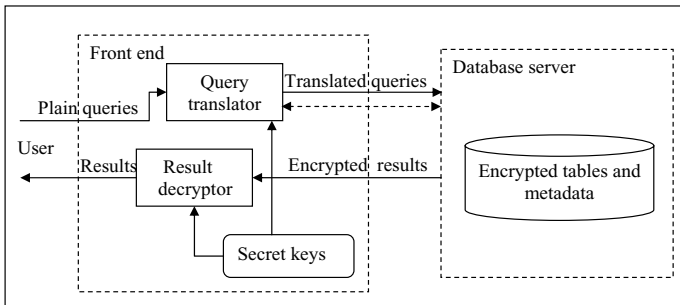 Front end
Query
translator
Translated queries
Database server
Plain queries
User
Results
Result
decryptor
Encrypted results
Encrypted tables and
metadata
Secret keys